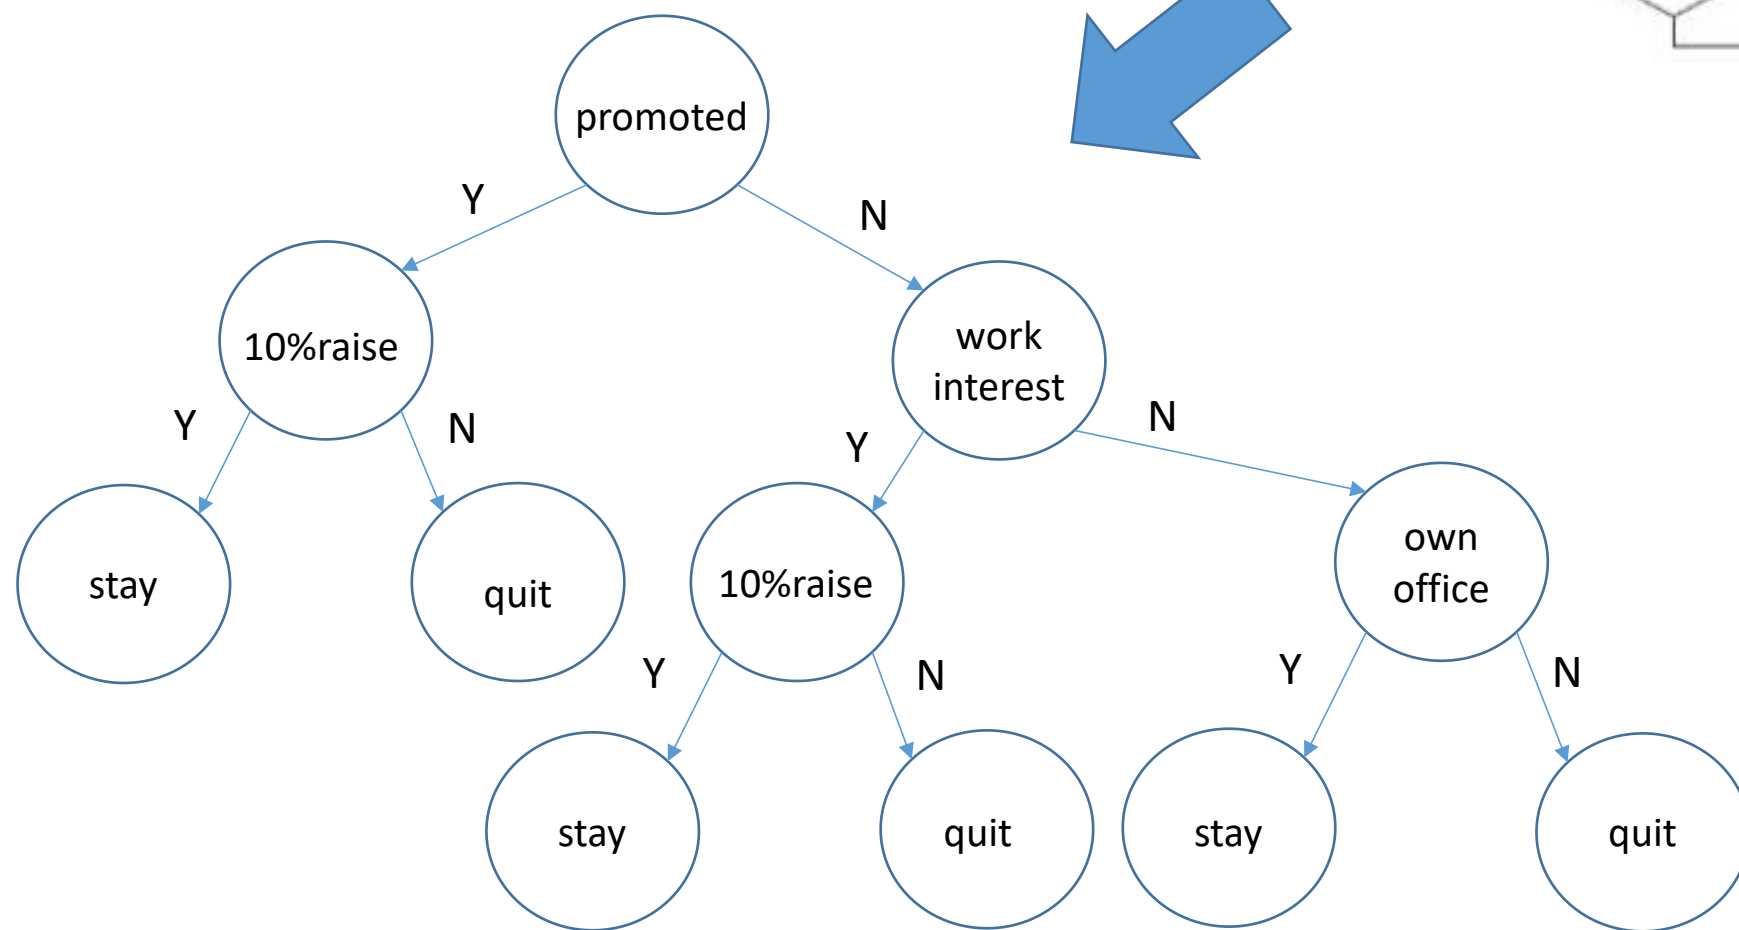 promoted
Y
N
10%raise
work
interest
Y
N
Y
N
stay
quit
10%raise
own
office
Y
N
Y
N
stay
quit
stay
quit